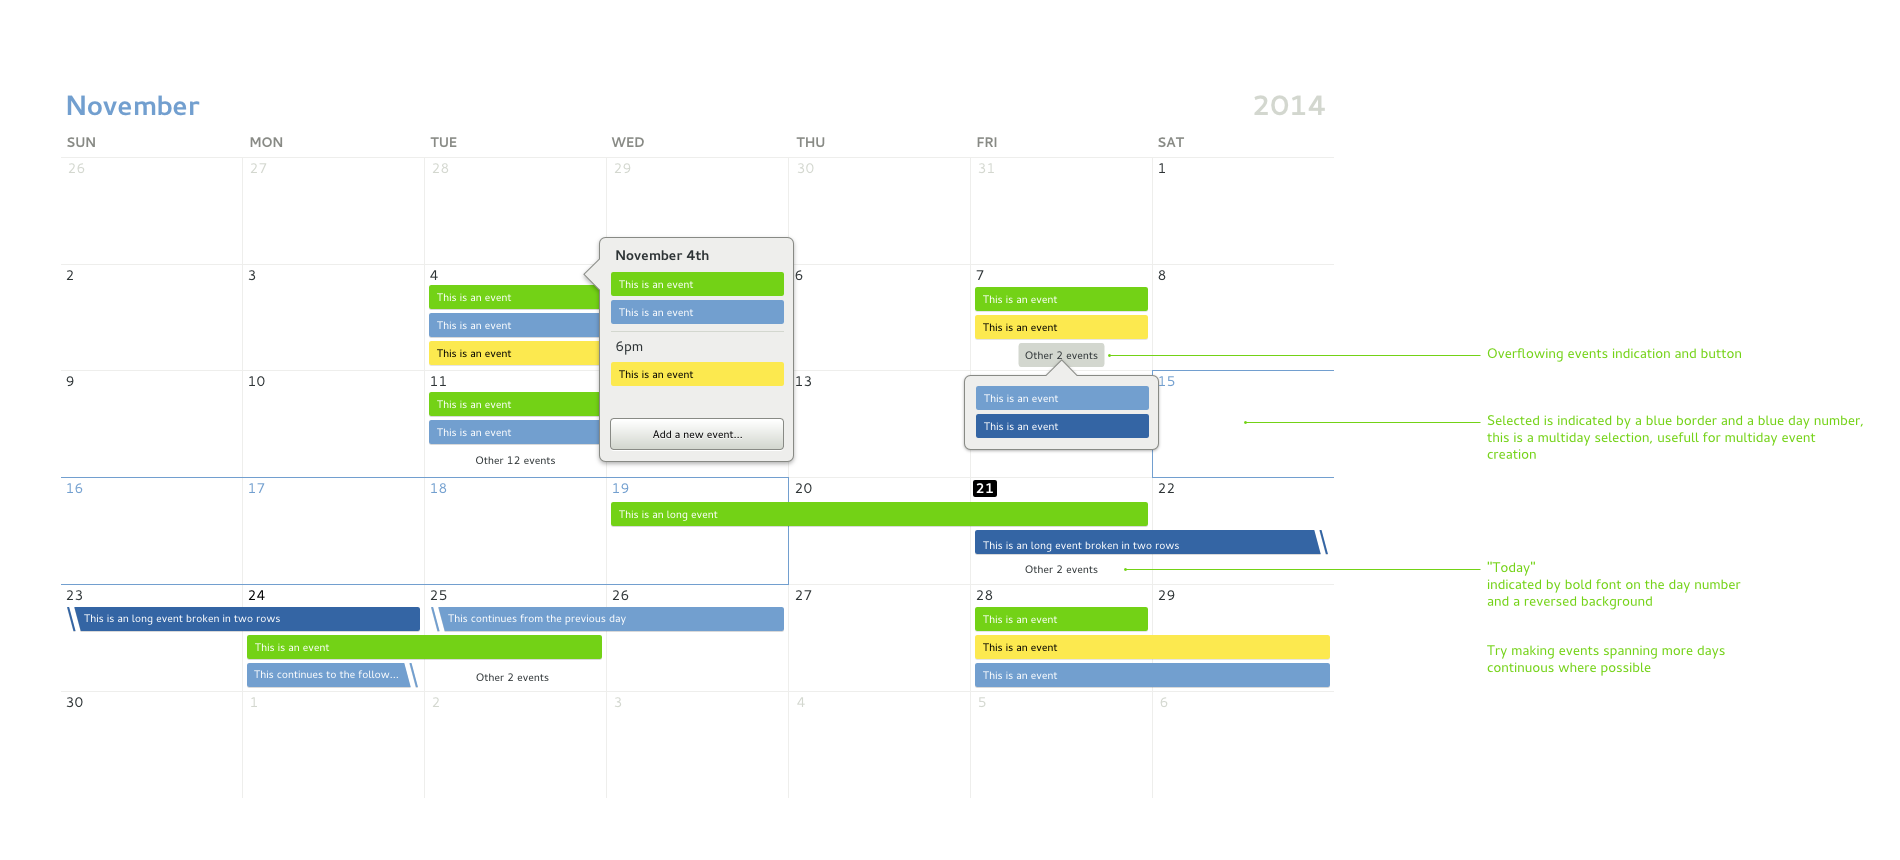 November 2014
SUN MON TUE WED THU FRI SAT
26 27 28 29 30 31 1
2 3 4 6 7 8
This is an event
This is an event
This is an event
November 4th
This is an event
This is an event
6pm
This is an event
Add a new event...
This is an event
This is an event
Other 2 events
This is an event
This is an event
Overflowing events indication and button
9 10 11 13 15
This is an event
This is an event
Other 12 events
Selected is indicated by a blue border and a blue day number,
this is a multiday selection, usefull for multiday event
creation
16 17 18 19 20 21 22
This is an long event
This is an long event broken in two rows
Other 2 events
"Today"
indicated by bold font on the day number
and a reversed background
23 24 25 26 27 28 29
This is an long event broken in two rows
This continues from the previous day
This is an event
This is an event
This is an event
This continues to the follow...
Other 2 events
This is an event
Try making events spanning more days
continuous where possible
30 1 2 3 4 5 6